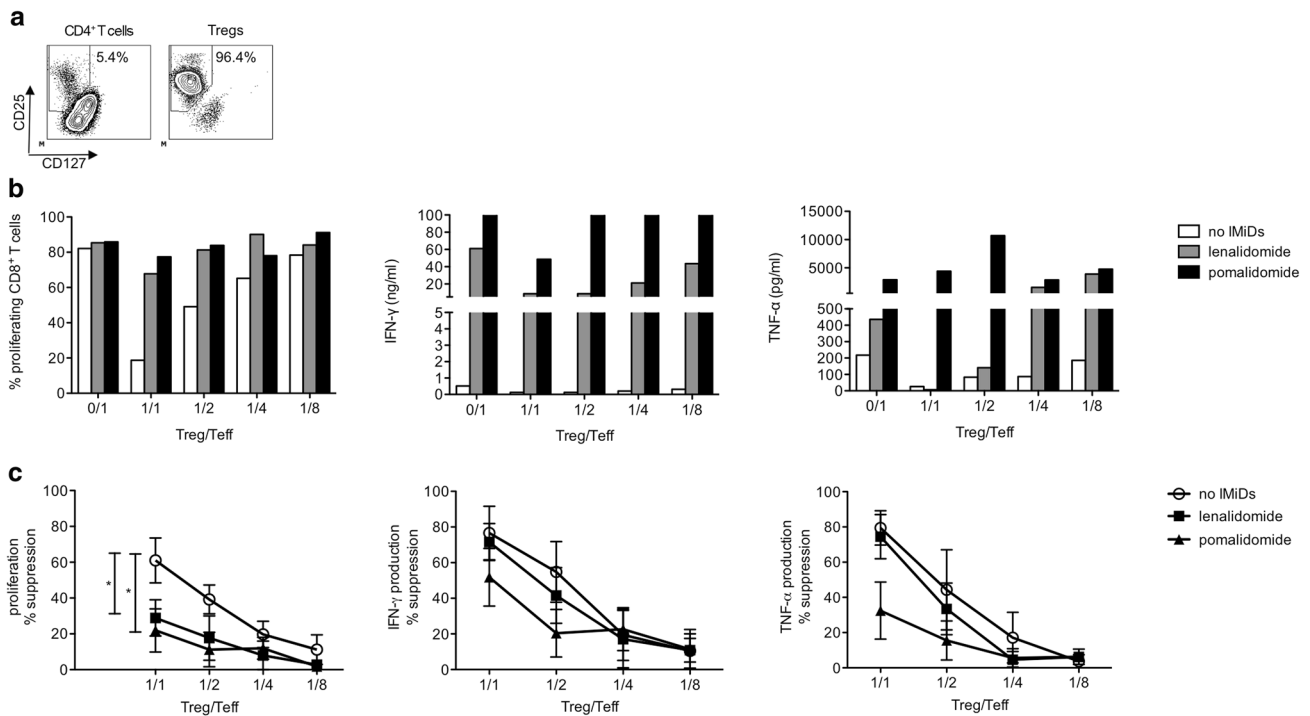 a
CD4⁺ T cells
Tregs
5.4%
96.4%
CD25
M
M
CD127
b
% proliferating CD8⁺ T cells
100
80
60
40
20
0
0/1 1/1 1/2 1/4 1/8
Treg/Teff
IFN-γ (ng/ml)
100
80
60
40
20
5
4
3
2
1
0
0/1 1/1 1/2 1/4 1/8
Treg/Teff
TNF-α (pg/ml)
15000
10000
5000
500
400
300
200
100
0
0/1 1/1 1/2 1/4 1/8
Treg/Teff
no IMiDs
lenalidomide
pomalidomide
c
proliferation
% suppression
100
80
60
40
20
0
* *
1/1 1/2 1/4 1/8
Treg/Teff
IFN-γ production
% suppression
100
80
60
40
20
0
1/1 1/2 1/4 1/8
Treg/Teff
TNF-α production
% suppression
100
80
60
40
20
0
1/1 1/2 1/4 1/8
Treg/Teff
no IMiDs
lenalidomide
pomalidomide